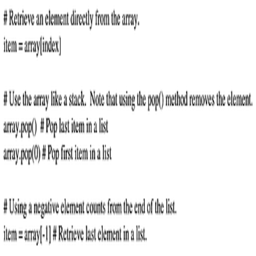 # Retrieve an element directly from the array.
item = array[index]
# Use the array like a stack. Note that using the pop() method removes the element.
array.pop() # Pop last item in a list
array.pop(0) # Pop first item in a list
# Using a negative element counts from the end of the list.
item = array[-1] # Retrieve last element in a list.